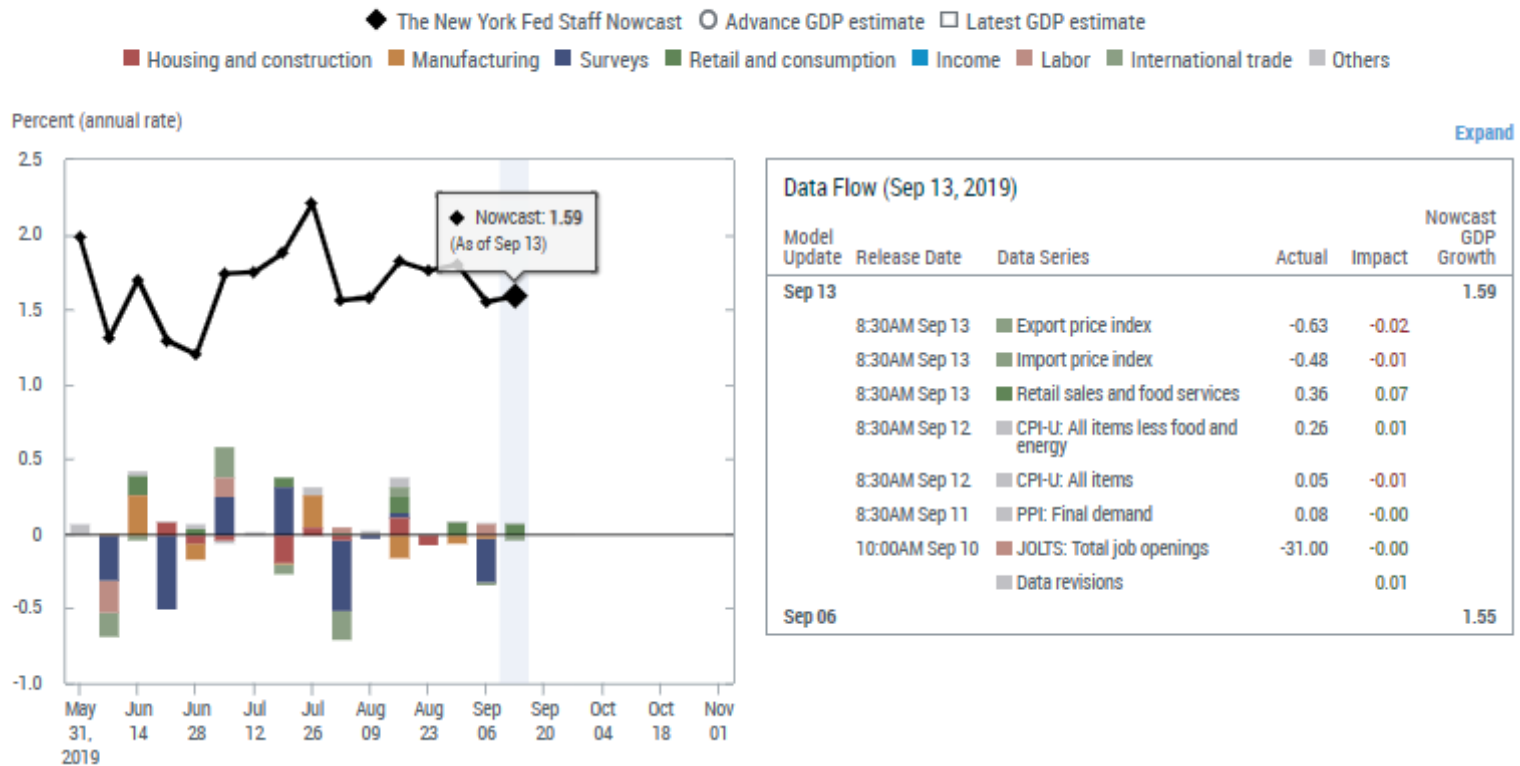 The New York Fed Staff Nowcast Advance GDP estimate Latest GDP estimate
Housing and construction Manufacturing Surveys Retail and consumption Income Labor International trade Others
Percent (annual rate)
Expand
2.5
2.0
1.5
1.0
0.5
0
-0.5
-1.0
Nowcast: 1.59
(As of Sep 13)
May 31, 2019
Jun 14
Jun 28
Jul 12
Jul 26
Aug 09
Aug 23
Sep 06
Sep 20
Oct 04
Oct 18
Nov 01
Data Flow (Sep 13, 2019)
Model Update Release Date Data Series Actual Impact Nowcast GDP Growth
Sep 13 1.59
8:30AM Sep 13 Export price index -0.63 -0.02
8:30AM Sep 13 Import price index -0.48 -0.01
8:30AM Sep 13 Retail sales and food services 0.36 0.07
8:30AM Sep 12 CPI-U: All items less food and energy 0.26 0.01
8:30AM Sep 12 CPI-U: All items 0.05 -0.01
8:30AM Sep 11 PPI: Final demand 0.08 -0.00
10:00AM Sep 10 JOLTS: Total job openings -31.00 -0.00
Data revisions 0.01
Sep 06 1.55